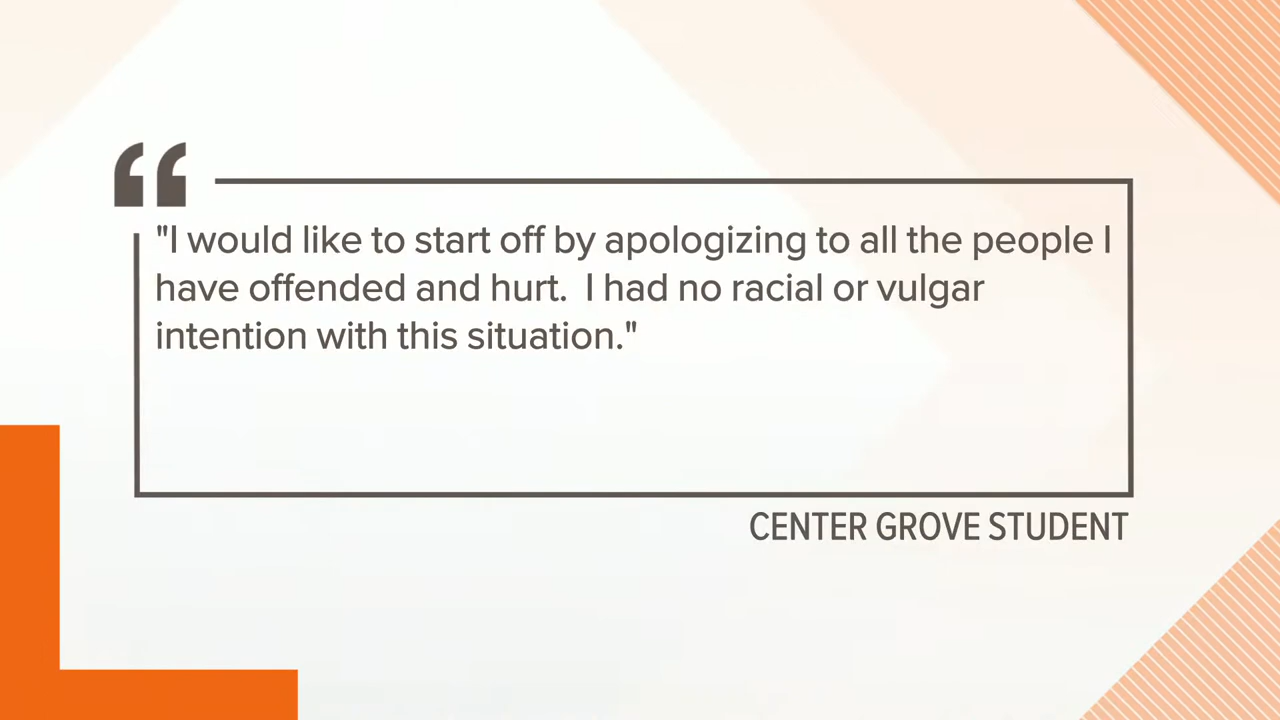 "I would like to start off by apologizing to all the people I
have offended and hurt.  I had no racial or vulgar
intention with this situation."
CENTER GROVE STUDENT